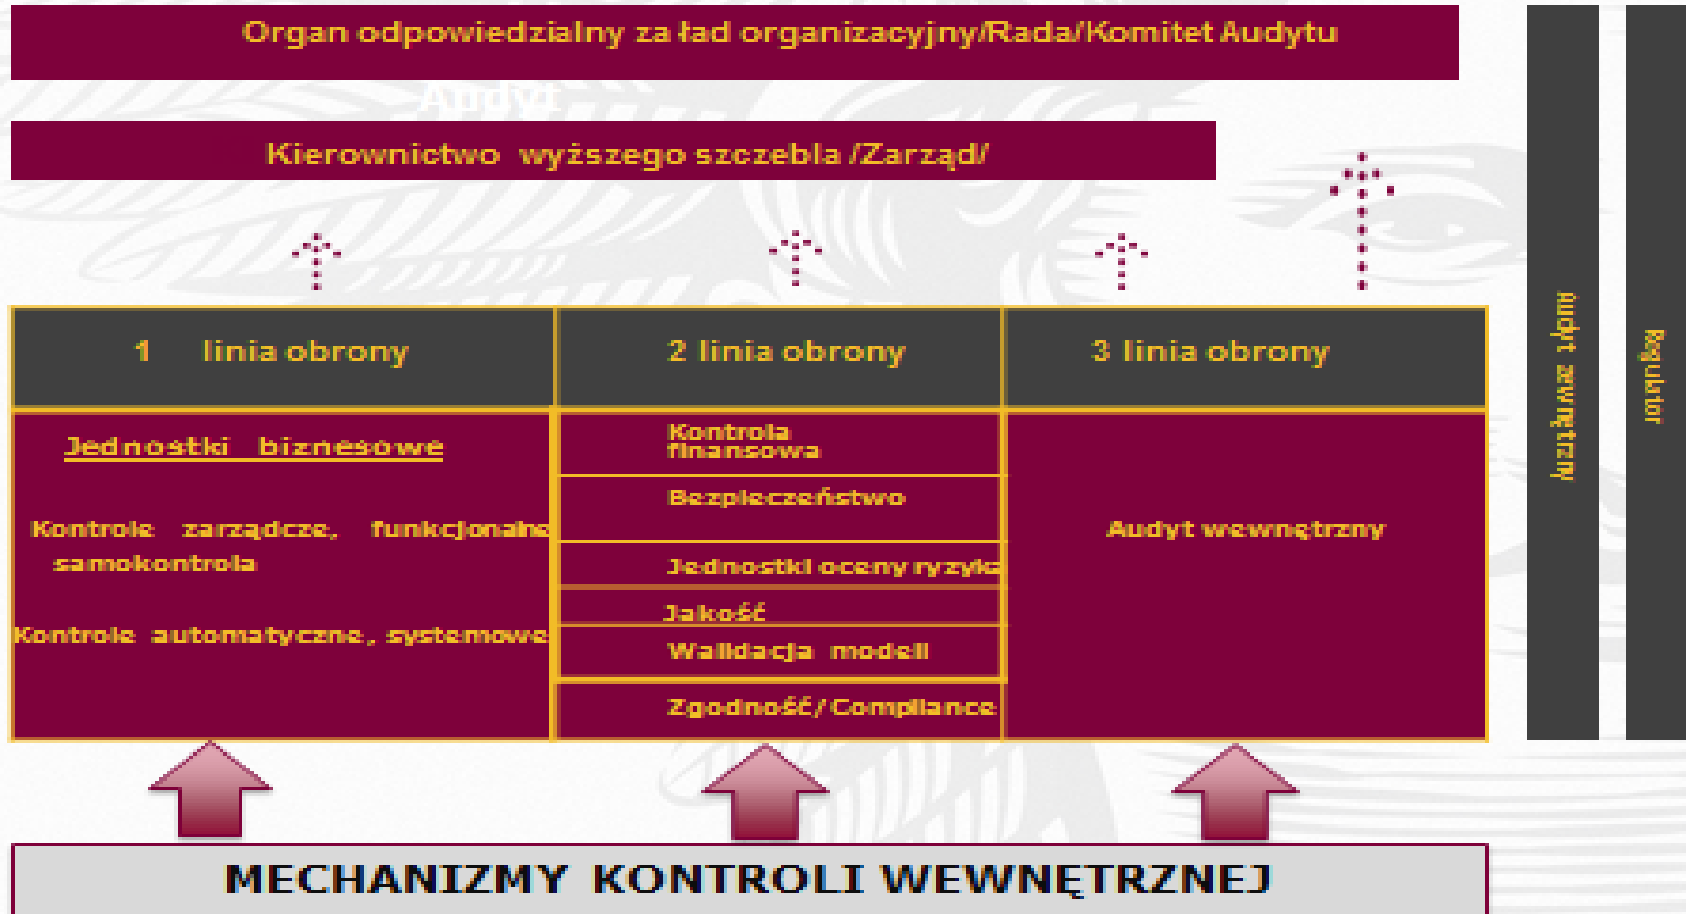 Organ odpowiedzialny za ład organizacyjny/Rada/Komitet Audytu
Audyt
Kierownictwo wyższego szczebla /Zarząd/
1 linia obrony
2 linia obrony
3 linia obrony
Jednostki biznesowe
Kontrole zarządcze, funkcjonalne
samokontrola
Kontrole automatyczne, systemowe
Kontrola
finansowa
Bezpieczeństwo
Jednostki oceny ryzyka
Jakość
Walidacja modeli
Zgodność/Compliance
Audyt wewnętrzny
Audyt zewnętrzny
Regulator
MECHANIZMY KONTROLI WEWNĘTRZNEJ